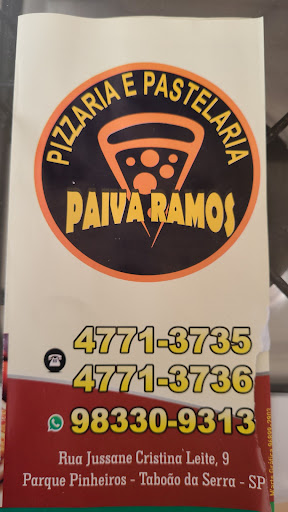 PIZZARIA E PASTELARIA
PAIVA RAMOS
4771-3735
4771-3736
98330-9313
Rua Jussane Cristina Leite, 9
Parque Pinheiros - Taboão da Serra - SP